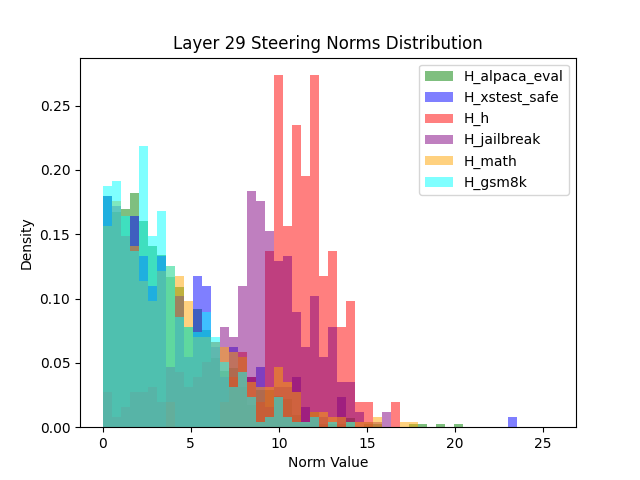 Layer 29 Steering Norms Distribution
H_alpaca_eval
H_xstest_safe
H_h
H_jailbreak
H_math
H_gsm8k
Density
0.25
0.20
0.15
0.10
0.05
0.00
0 5 10 15 20 25
Norm Value